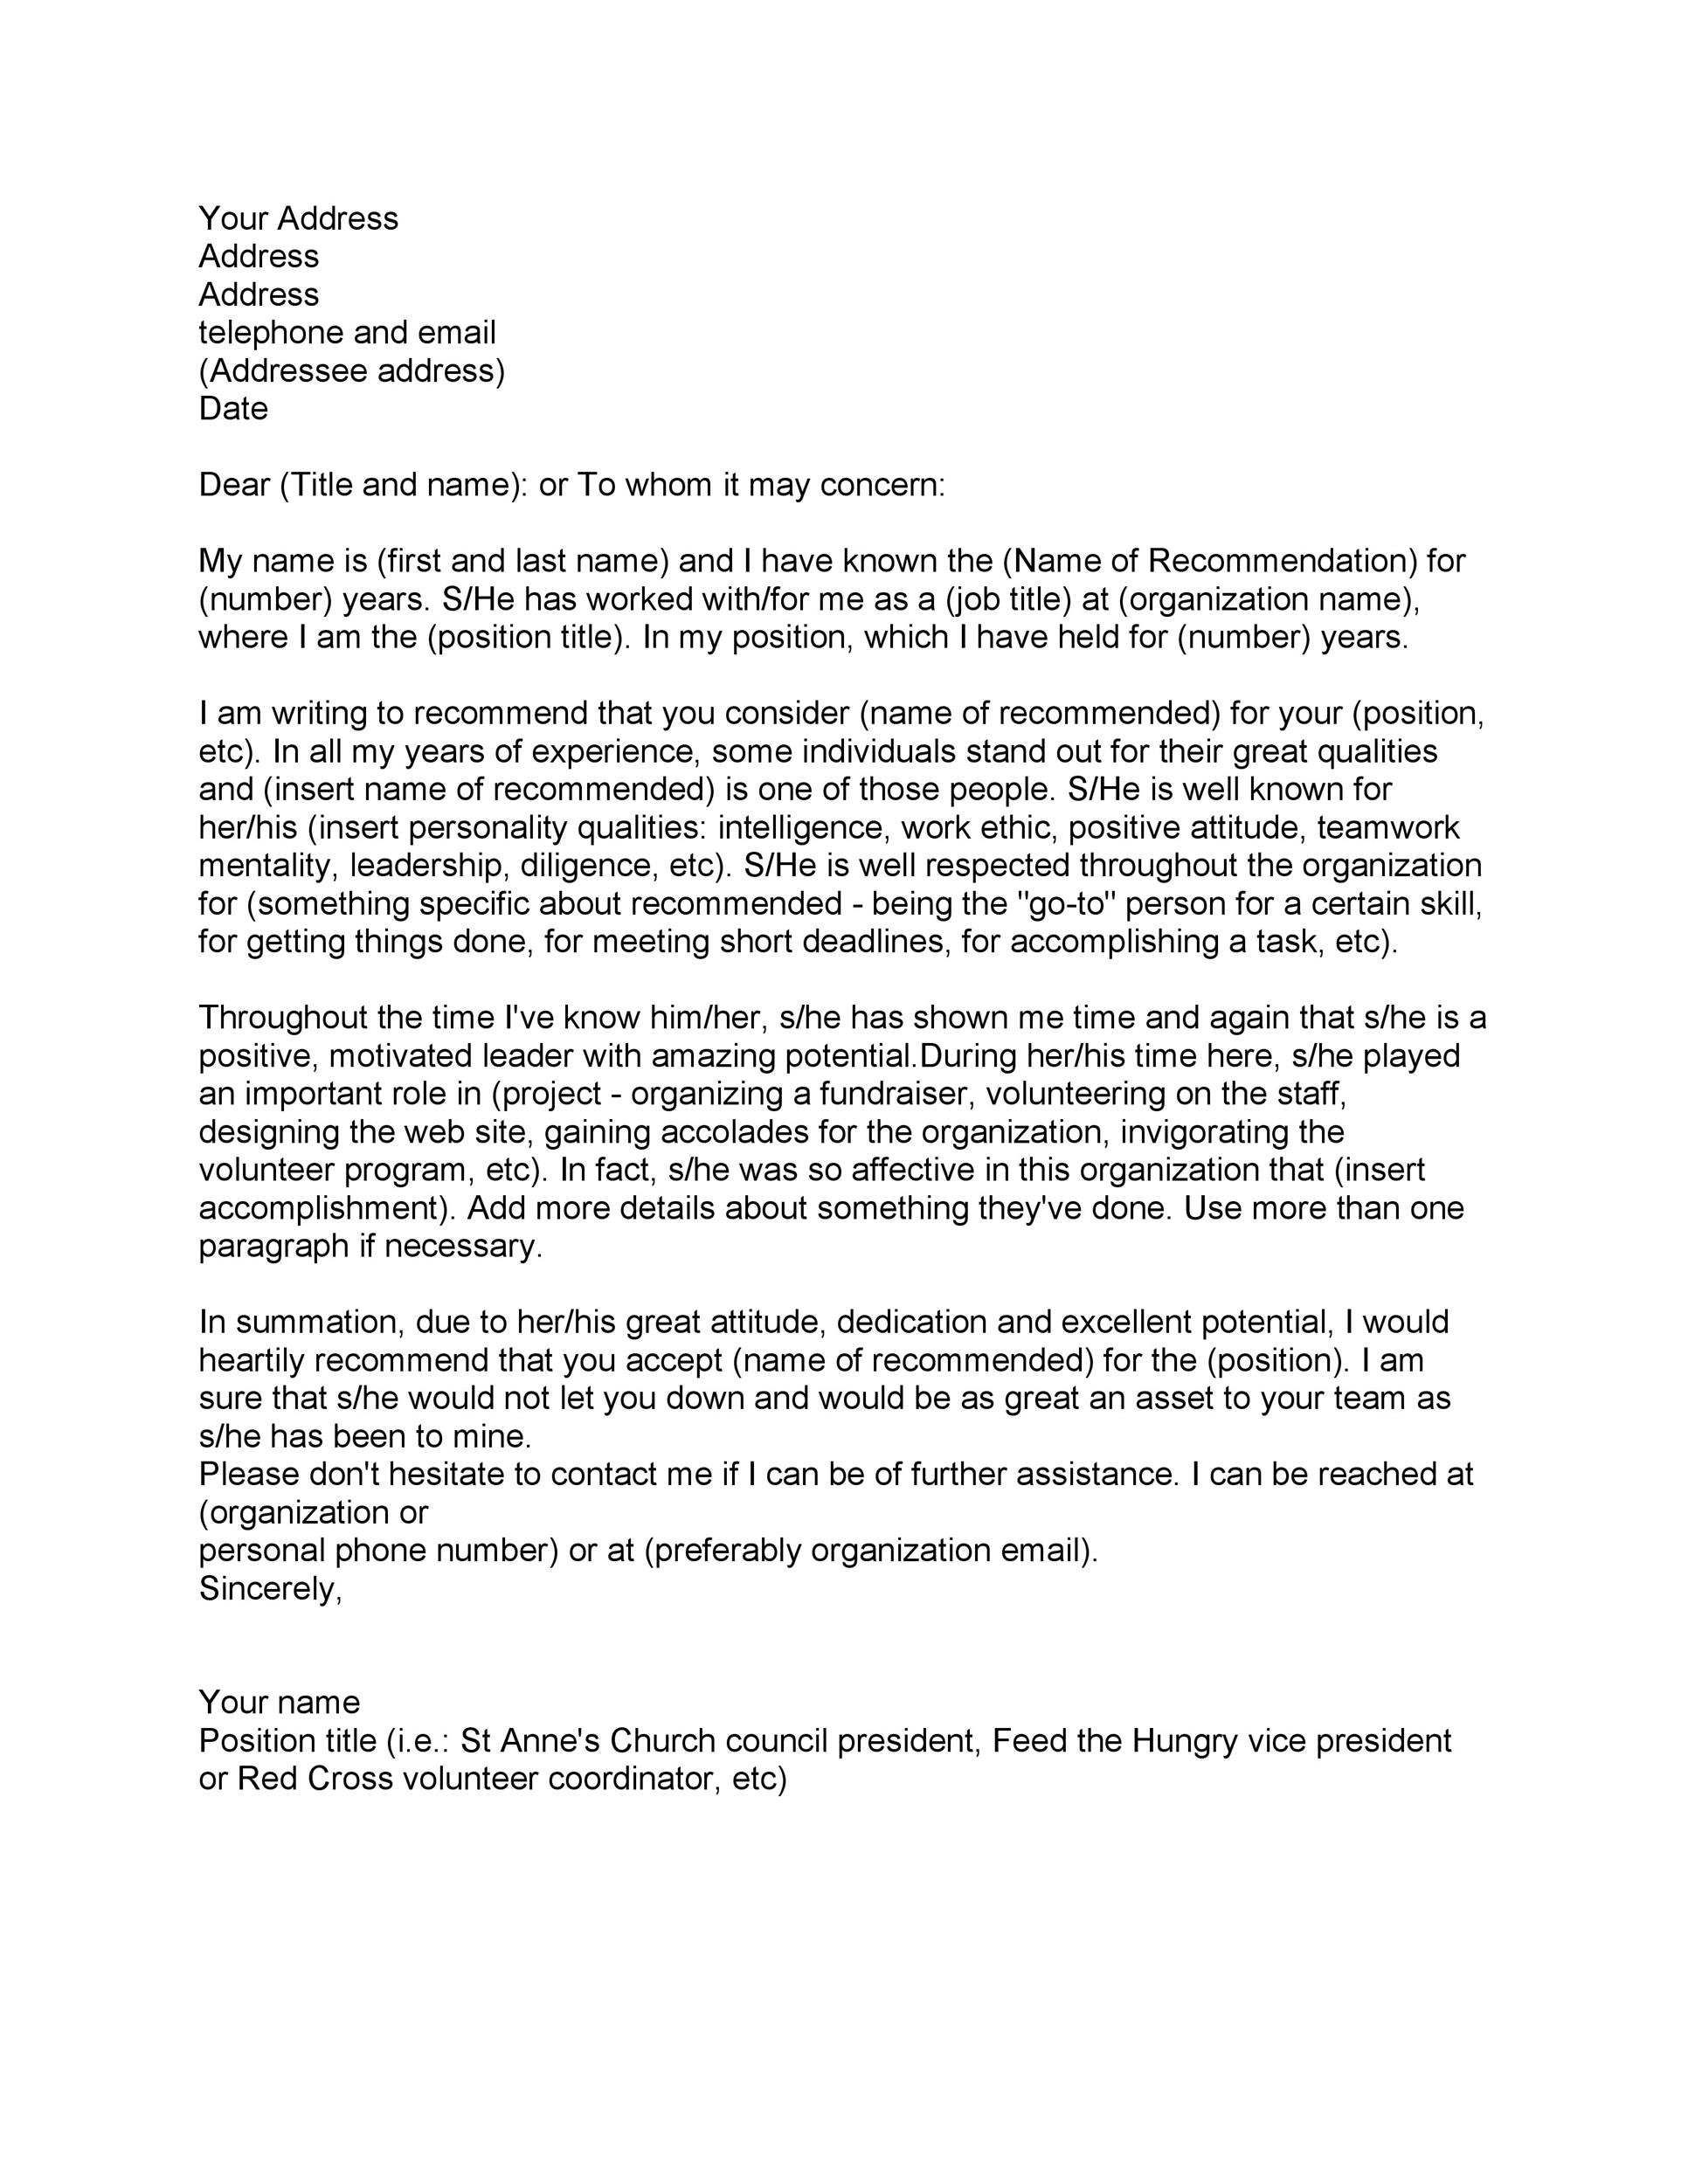 Your Address
Address
Address
telephone and email
(Addressee address)
Date
Dear (Title and name): or To whom it may concern:
My name is (first and last name) and I have known the (Name of Recommendation) for
(number) years. S/He has worked with/for me as a (job title) at (organization name),
where I am the (position title). In my position, which I have held for (number) years.
I am writing to recommend that you consider (name of recommended) for your (position,
etc). In all my years of experience, some individuals stand out for their great qualities
and (insert name of recommended) is one of those people. S/He is well known for
her/his (insert personality qualities: intelligence, work ethic, positive attitude, teamwork
mentality, leadership, diligence, etc). S/He is well respected throughout the organization
for (something specific about recommended - being the "go-to" person for a certain skill,
for getting things done, for meeting short deadlines, for accomplishing a task, etc).
Throughout the time I've know him/her, s/he has shown me time and again that s/he is a
positive, motivated leader with amazing potential.During her/his time here, s/he played
an important role in (project - organizing a fundraiser, volunteering on the staff,
designing the web site, gaining accolades for the organization, invigorating the
volunteer program, etc). In fact, s/he was so affective in this organization that (insert
accomplishment). Add more details about something they've done. Use more than one
paragraph if necessary.
In summation, due to her/his great attitude, dedication and excellent potential, I would
heartily recommend that you accept (name of recommended) for the (position). I am
sure that s/he would not let you down and would be as great an asset to your team as
s/he has been to mine.
Please don't hesitate to contact me if I can be of further assistance. I can be reached at
(organization or
personal phone number) or at (preferably organization email).
Sincerely,
Your name
Position title (i.e.: St Anne's Church council president, Feed the Hungry vice president
or Red Cross volunteer coordinator, etc)